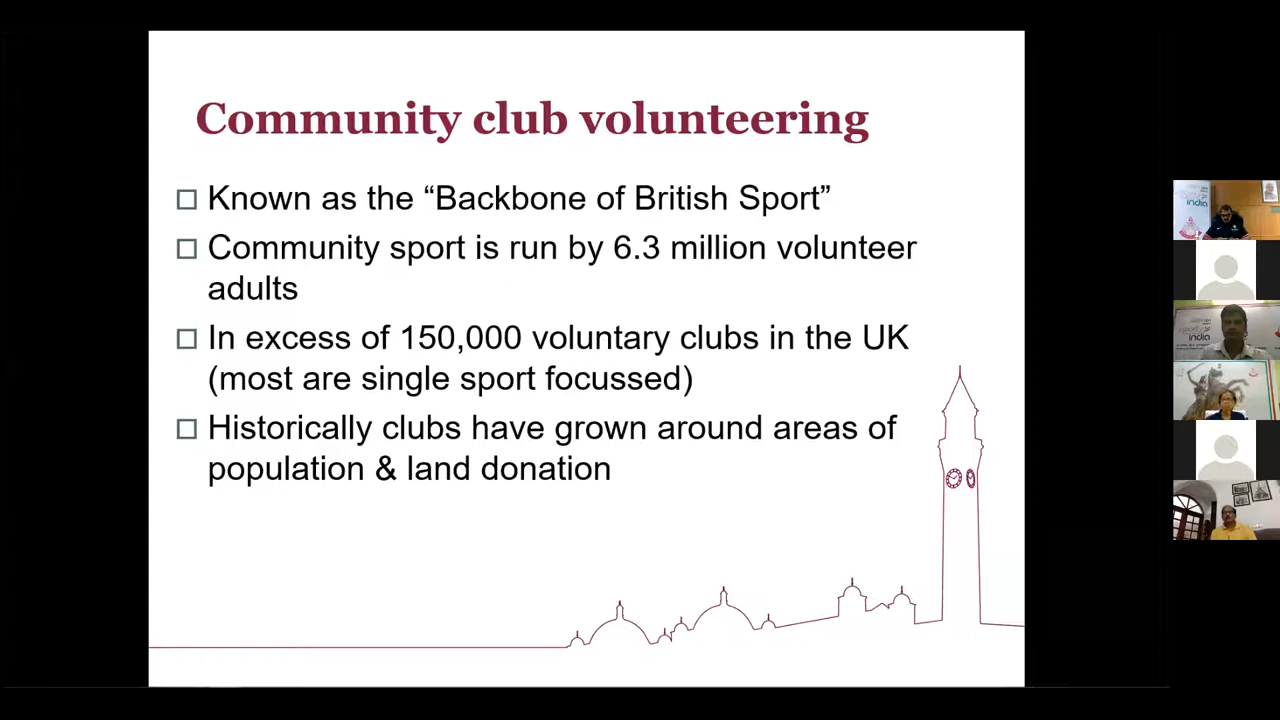 Community club volunteering
Known as the “Backbone of British Sport”
Community sport is run by 6.3 million volunteer
adults
In excess of 150,000 voluntary clubs in the UK
(most are single sport focussed)
Historically clubs have grown around areas of
population & land donation
india
india